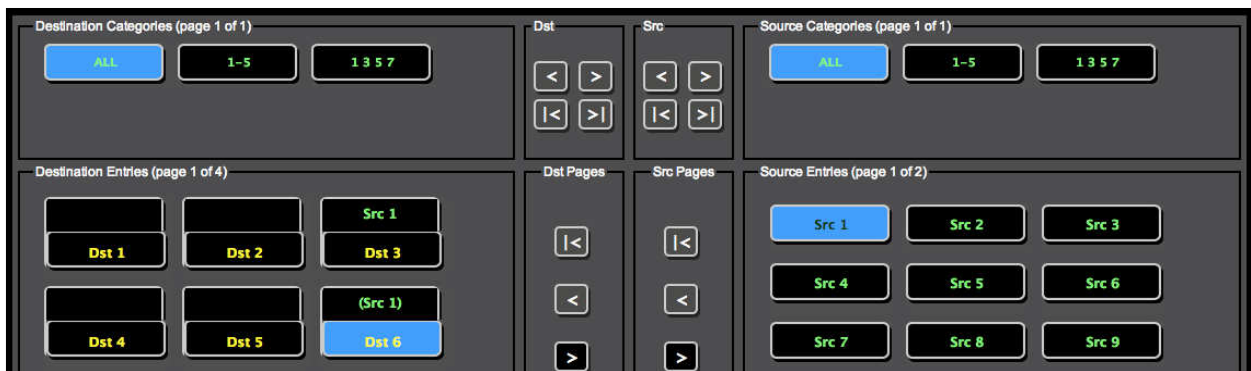 Destination Categories (page 1 of 1)
ALL 1-5 1 3 5 7
Dst
< >
|< >|
Src
< >
|< >|
Source Categories (page 1 of 1)
ALL 1-5 1 3 5 7
Destination Entries (page 1 of 4)
Src 1
Dst 1 Dst 2 Dst 3
(Src 1)
Dst 4 Dst 5 Dst 6
Dst Pages
|<
<
>
Src Pages
|<
<
>
Source Entries (page 1 of 2)
Src 1 Src 2 Src 3
Src 4 Src 5 Src 6
Src 7 Src 8 Src 9